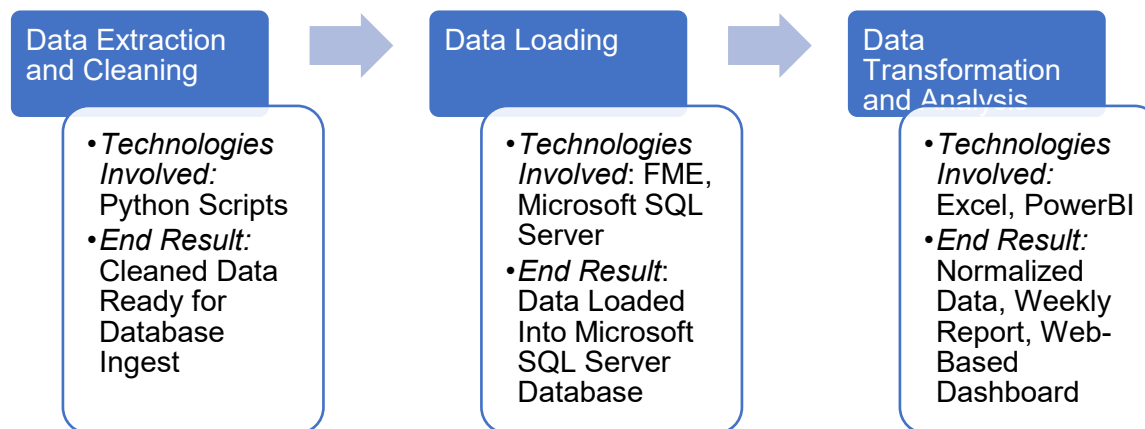 Data Extraction
and Cleaning
•Technologies
Involved:
Python Scripts
•End Result:
Cleaned Data
Ready for
Database
Ingest
Data Loading
•Technologies
Involved: FME,
Microsoft SQL
Server
•End Result:
Data Loaded
Into Microsoft
SQL Server
Database
Data
Transformation
and Analysis
•Technologies
Involved:
Excel, PowerBI
•End Result:
Normalized
Data, Weekly
Report, Web-
Based
Dashboard